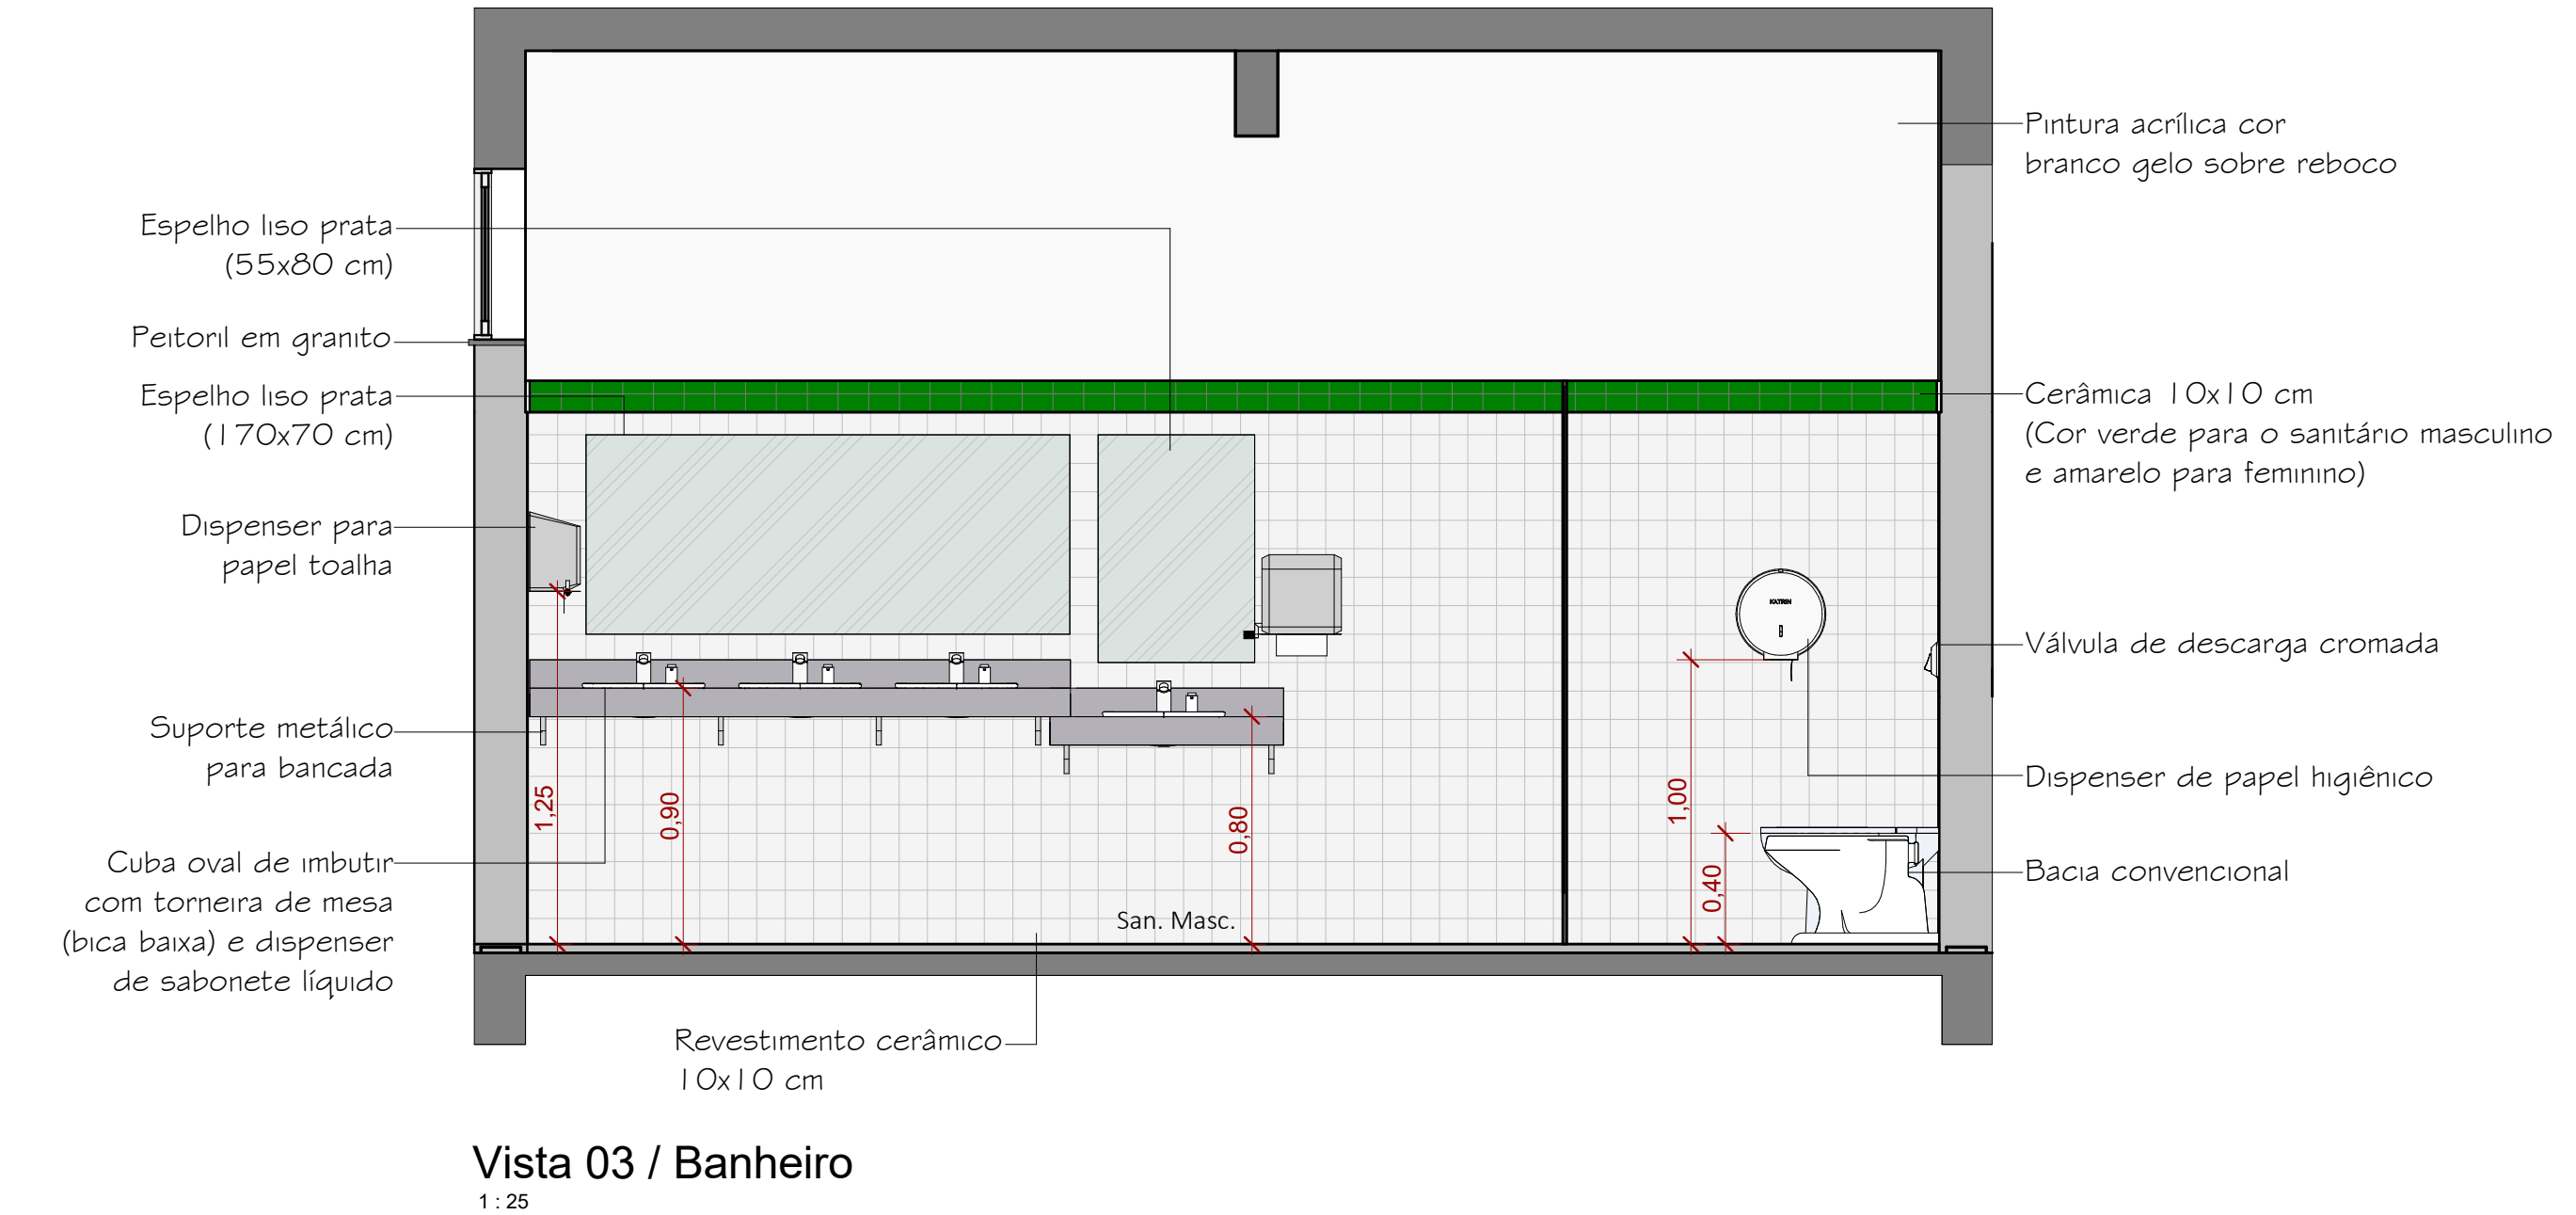 Pintura acrílica cor
branco gelo sobre reboco
Espelho liso prata
(55x80 cm)
Peitoril em granito
Espelho liso prata
(170x70 cm)
Cerâmica 10x10 cm
(Cor verde para o sanitário masculino
e amarelo para feminino)
Dispenser para
papel toalha
KATRIN
Válvula de descarga cromada
Suporte metálico
para bancada
Dispenser de papel higiênico
1,25
0,90
0,80
1,00
0,40
Cuba oval de imbutir
com torneira de mesa
(bica baixa) e dispenser
de sabonete líquido
Bacia convencional
San. Masc.
Revestimento cerâmico
10x10 cm
Vista 03 / Banheiro
1 : 25